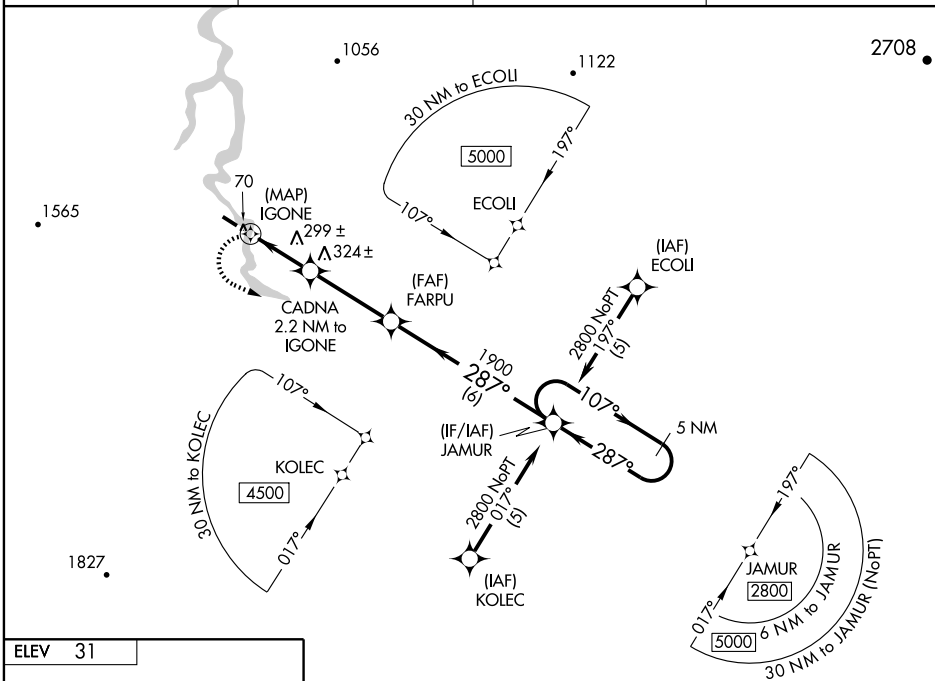 1056
1122
2708
30 NM to ECOLI
5000
197°
107°
ECOLI
1565
70
(MAP)
IGONE
299 ±
324 ±
CADNA
2.2 NM to
IGONE
(FAF)
FARPU
(IAF)
ECOLI
2800 NoPT
197°
(5)
1900
287°
(6)
107°
5 NM
287°
(IF/IAF)
JAMUR
107°
30 NM to KOLEC
KOLEC
4500
017°
2800 NoPT
017°
(5)
(IAF)
KOLEC
1827
197°
JAMUR
2800
017°
5000
6 NM to JAMUR
30 NM to JAMUR (NoPT)
ELEV 31